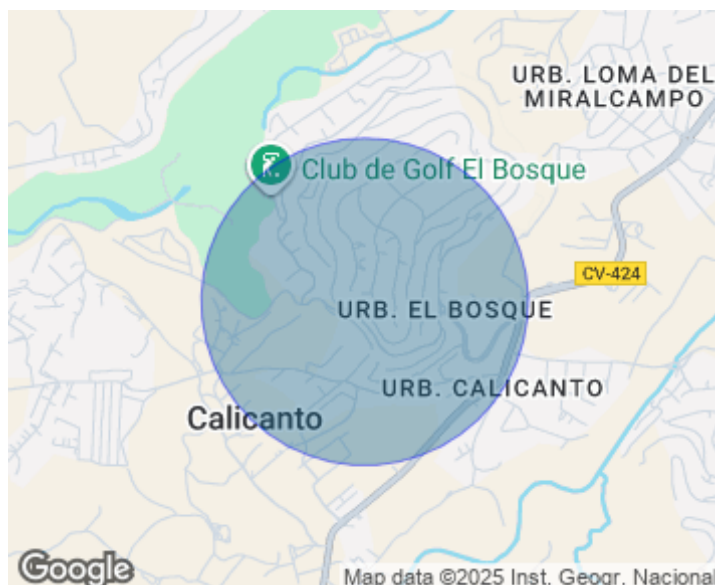 URB. LOMA DEL
MIRALCAMPO
Club de Golf El Bosque
CV-424
URB. EL BOSQUE
URB. CALICANTO
Calicanto
Google
Map data ©2025 Inst. Geogr. Nacional